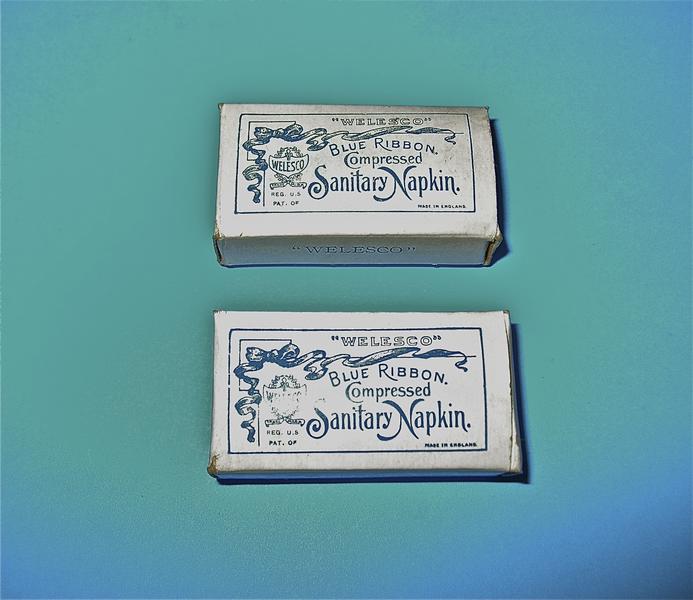 "WELESCO"
BLUE RIBBON.
Compressed
Sanitary Napkin.
WELESCO
REG. U.S
PAT. OF
MADE IN ENGLAND.
"WELESCO"
"WELESCO"
BLUE RIBBON.
Compressed
Sanitary Napkin.
WELESCO
REG. U.S
PAT. OF
MADE IN ENGLAND.